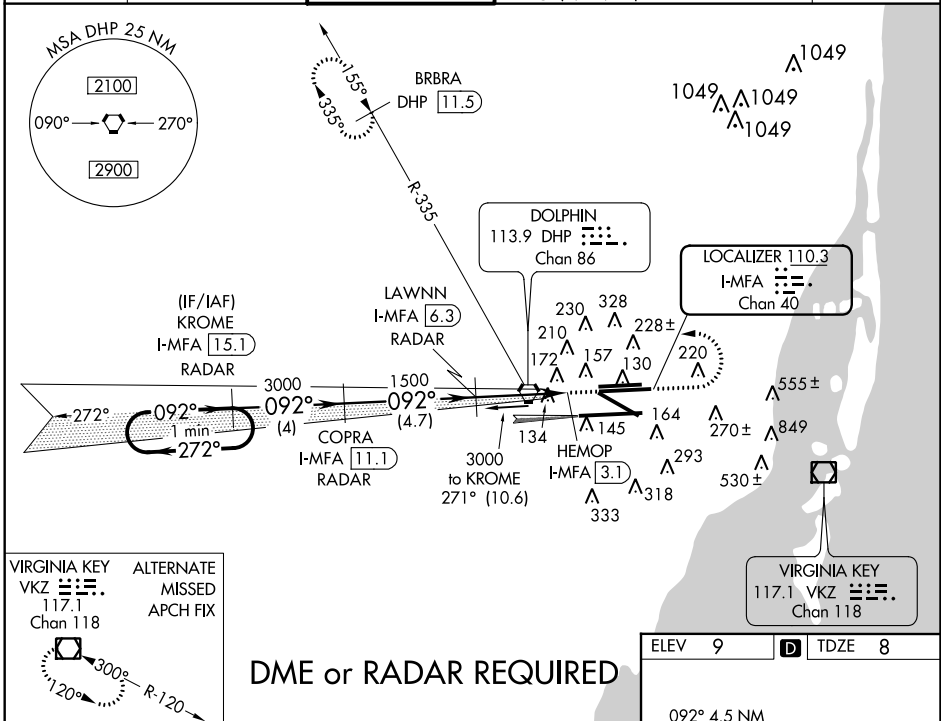 MSA DHP 25 NM
2100
090°
270°
2900
155°
335°
BRBRA
DHP 11.5
R-335
1049
1049
1049
1049
DOLPHIN
113.9 DHP
Chan 86
LOCALIZER 110.3
I-MFA
Chan 40
(IF/IAF)
KROME
I-MFA 15.1
RADAR
LAWNN
I-MFA 6.3
RADAR
230
328
210
228±
172
157
130
220
3000
1500
272°
092°
092°
092°
1 min
(4)
(4.7)
272°
COPRA
I-MFA 11.1
RADAR
3000
to KROME
271° (10.6)
134
HEMOP
I-MFA 3.1
145
164
270±
555±
849
530±
293
318
333
VIRGINIA KEY
117.1 VKZ
Chan 118
VIRGINIA KEY
VKZ
117.1
Chan 118
ALTERNATE
MISSED
APCH FIX
300°
120°
R-120
DME or RADAR REQUIRED
ELEV 9
D
TDZE 8
092° 4.5 NM